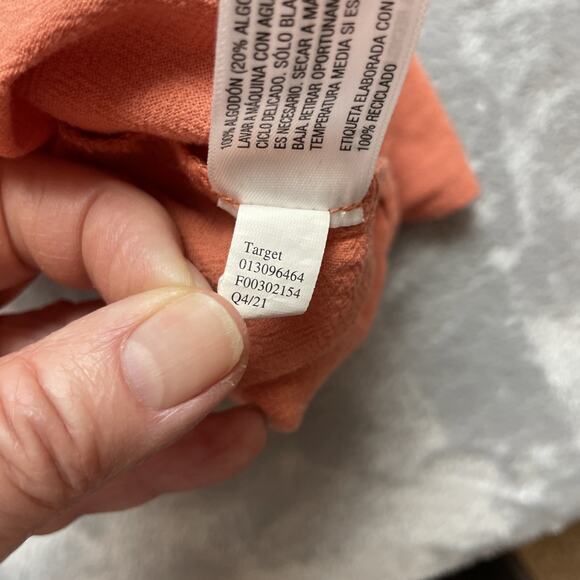 100% ALGODÓN (20% ALGO
LAVAR A MÁQUINA CON AGU
CICLO DELICADO. SÓLO BLA
ES NECESARIO. SECAR A MÁ
BAJA. RETIRAR OPORTUNAM
TEMPERATURA MEDIA SI ES
ETIQUETA ELABORADA CON
100% RECICLADO
Target
013096464
F00302154
Q4/21